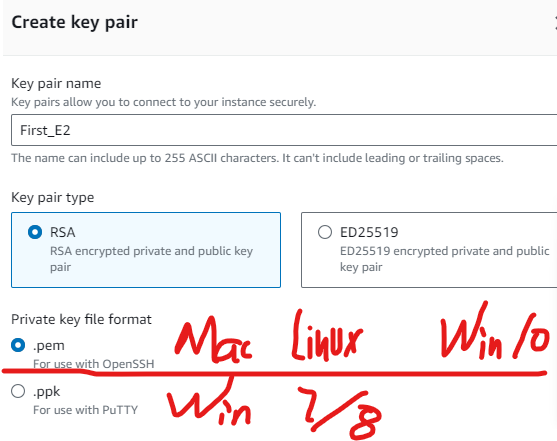 Create key pair
Key pair name
Key pairs allow you to connect to your instance securely.
First_E2
The name can include up to 255 ASCII characters. It can't include leading or trailing spaces.
Key pair type
RSA
RSA encrypted private and public key
pair
ED25519
ED25519 encrypted private and public
key pair
Private key file format
.pem Mac Linux Win 10
For use with OpenSSH
.ppk Win 7/8
For use with PuTTY